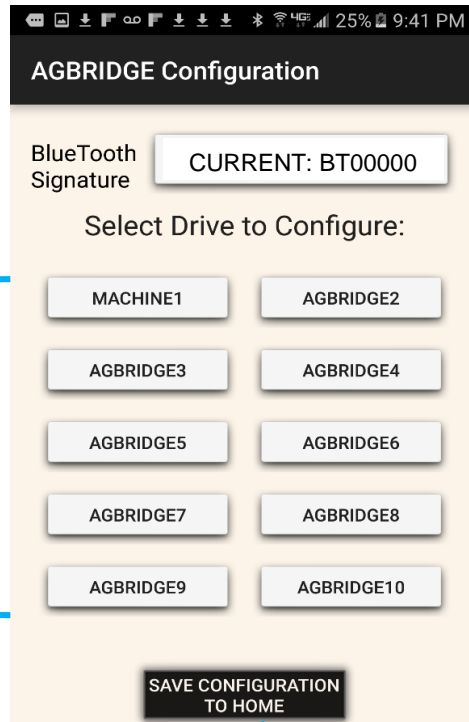 4G 25% 9:41 PM
AGBRIDGE Configuration
BlueTooth
Signature
CURRENT: BT00000
Select Drive to Configure:
MACHINE1 AGBRIDGE2
AGBRIDGE3 AGBRIDGE4
AGBRIDGE5 AGBRIDGE6
AGBRIDGE7 AGBRIDGE8
AGBRIDGE9 AGBRIDGE10
SAVE CONFIGURATION
TO HOME